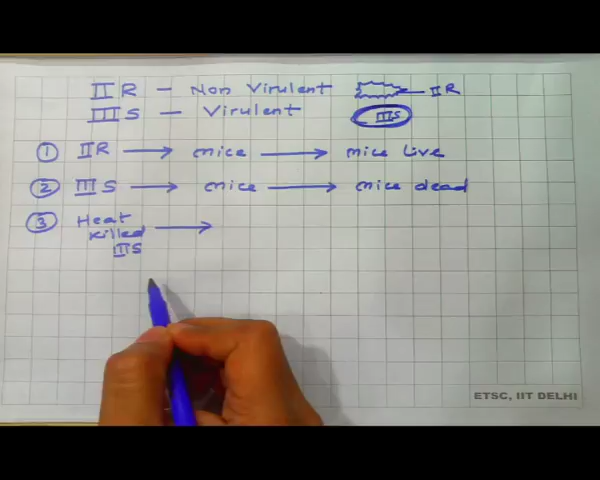 II R - Non Virulent II R
III S - Virulent III S
1 II R → mice → mice live
2 III S → mice → mice dead
3 Heat →
killed
III S
ETSC, IIT DELHI